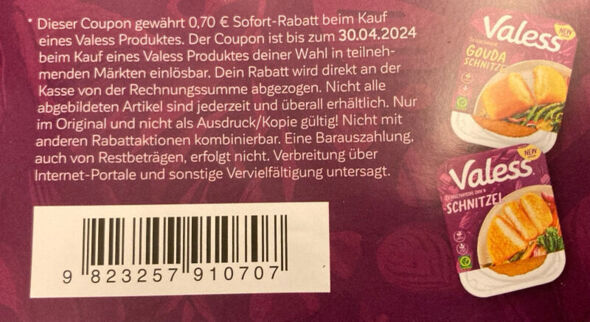 * Dieser Coupon gewährt 0,70 € Sofort-Rabatt beim Kauf
eines Valess Produktes. Der Coupon ist bis zum 30.04.2024
beim Kauf eines Valess Produktes deiner Wahl in teilneh-
menden Märkten einlösbar. Dein Rabatt wird direkt an der
Kasse von der Rechnungssumme abgezogen. Nicht alle
abgebildeten Artikel sind jederzeit und überall erhältlich. Nur
im Original und nicht als Ausdruck/Kopie gültig! Nicht mit
anderen Rabattaktionen kombinierbar. Eine Barauszahlung,
auch von Restbeträgen, erfolgt nicht. Verbreitung über
Internet-Portale und sonstige Vervielfältigung untersagt.
9 823257 910707
Valess
GOUDA
SCHNITZEL
NEW
Valess
NEW
SCHNITZEL